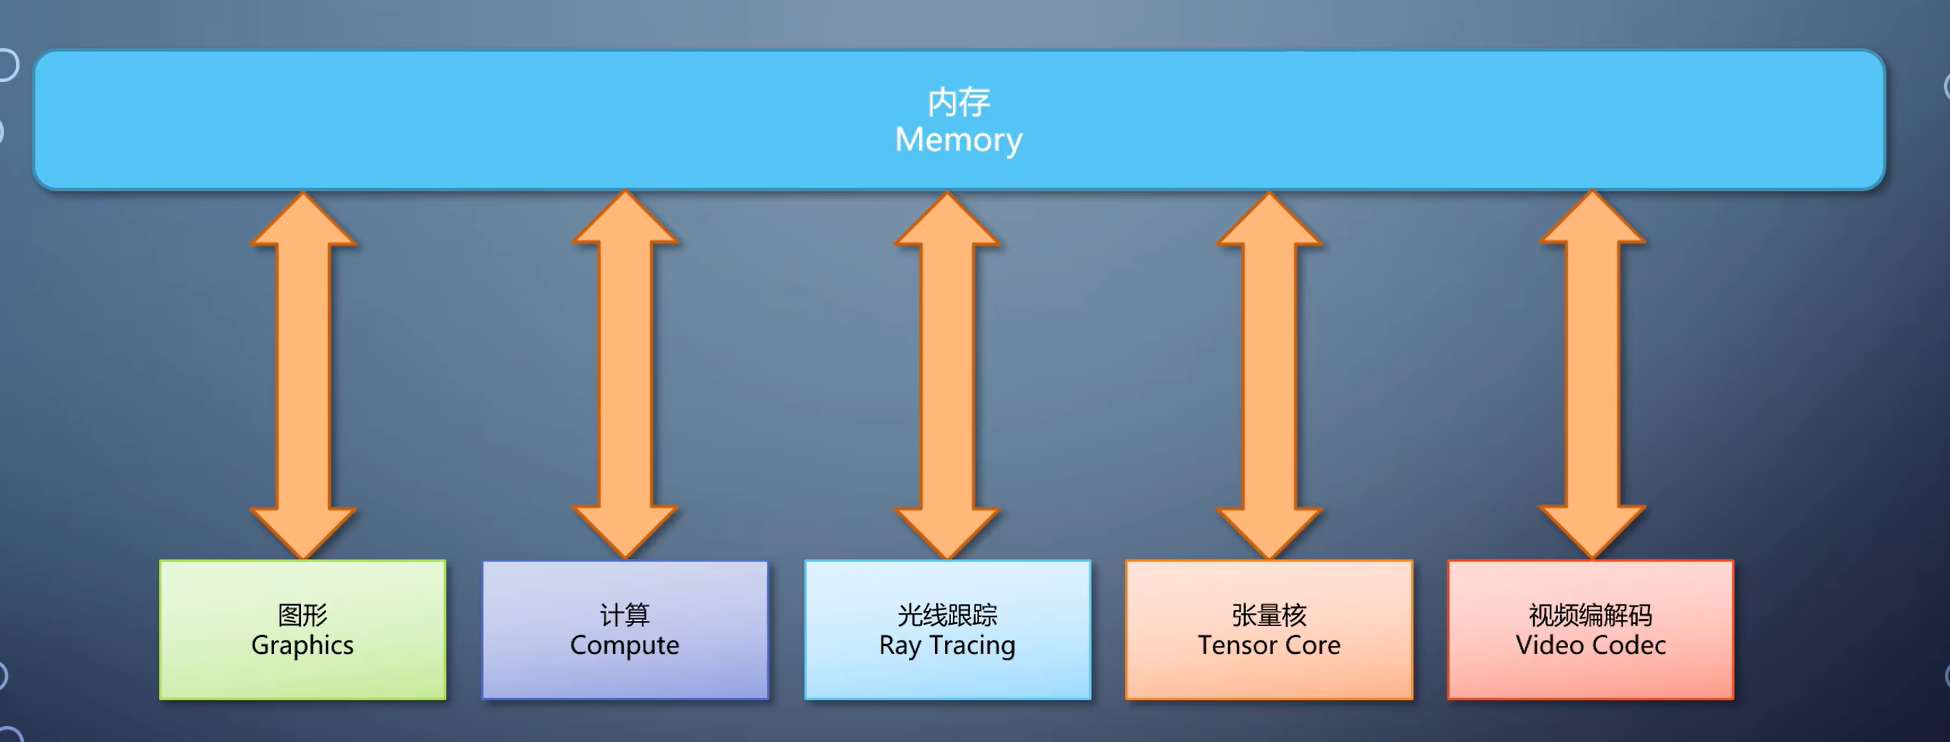 内存
Memory
图形
Graphics
计算
Compute
光线跟踪
Ray Tracing
张量核
Tensor Core
视频编解码
Video Codec